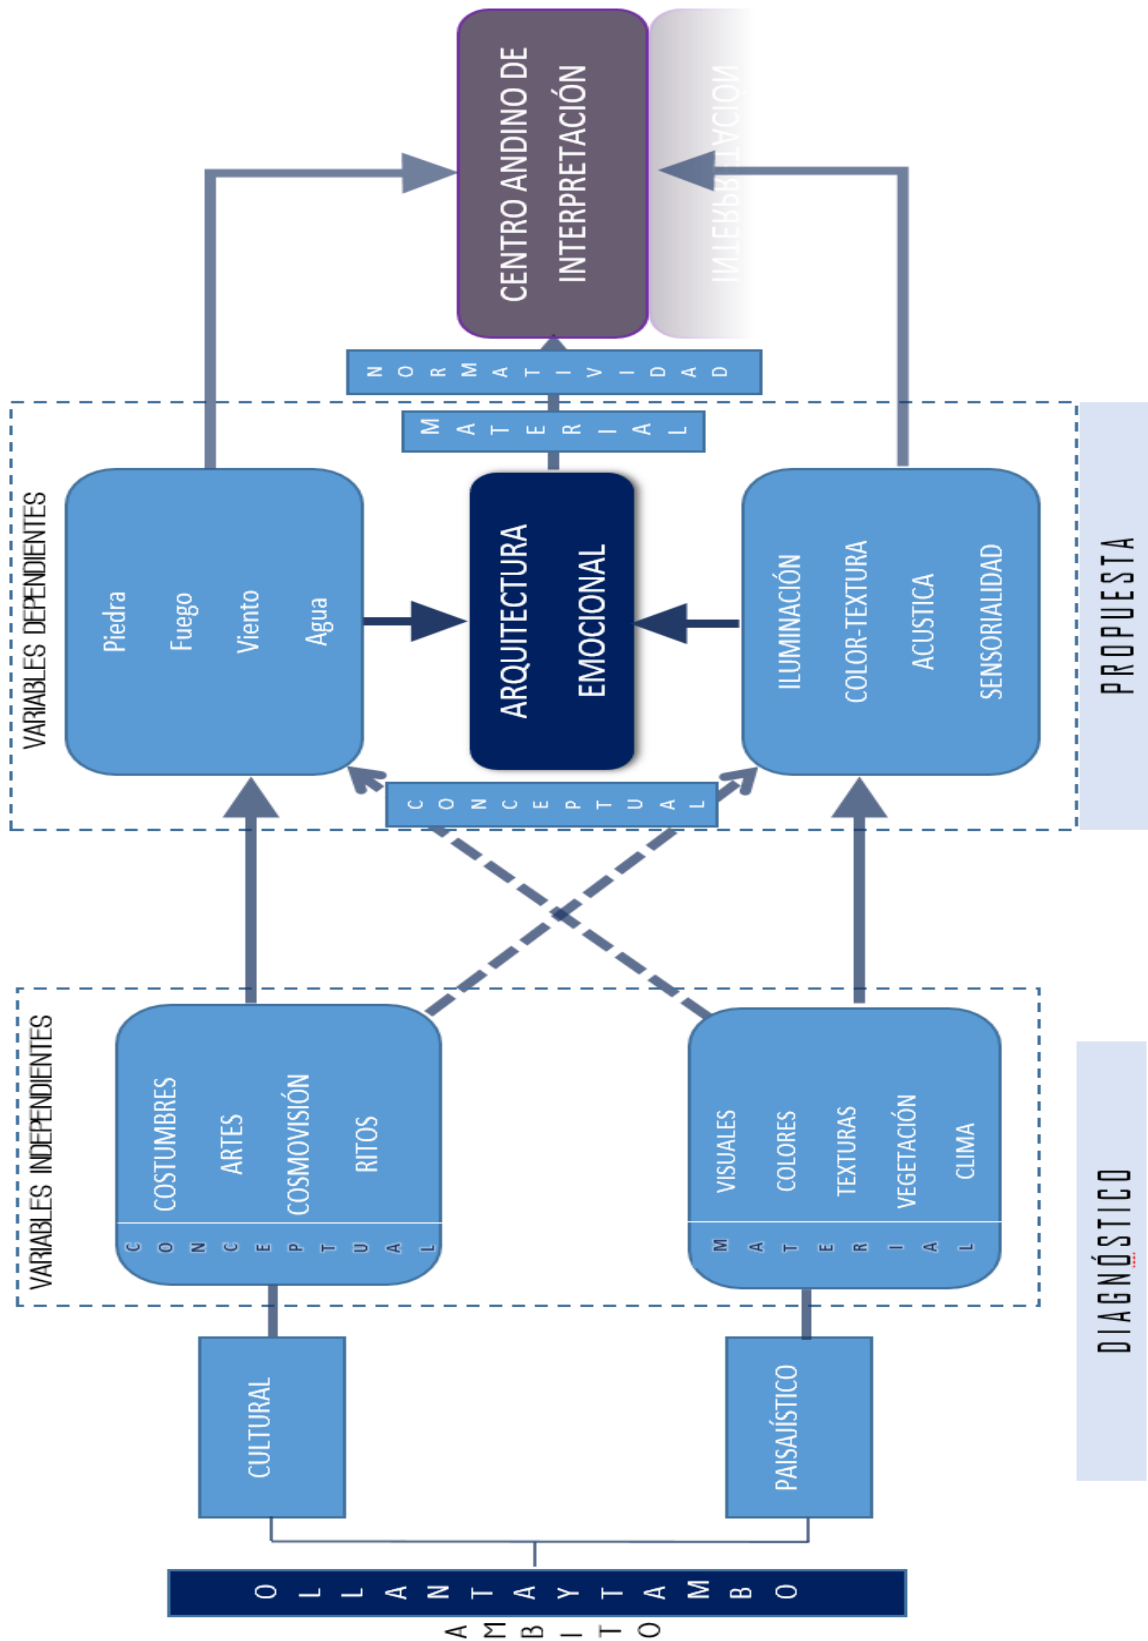 AMBITO
OLLANTAYTAMBO
CULTURAL
PAISAJÍSTICO
VARIABLES INDEPENDIENTES
CONCEPTUAL
COSTUMBRES
ARTES
COSMOVISIÓN
RITOS
MATERIAL
VISUALES
COLORES
TEXTURAS
VEGETACIÓN
CLIMA
DIAGNÓSTICO
VARIABLES DEPENDIENTES
Piedra
Fuego
Viento
Agua
CONCEPTUAL
ARQUITECTURA
EMOCIONAL
ILUMINACIÓN
COLOR-TEXTURA
ACUSTICA
SENSORIALIDAD
MATERIAL
NORMATIVIDAD
PROPUESTA
CENTRO ANDINO DE
INTERPRETACIÓN
INTERPRETACIÓN